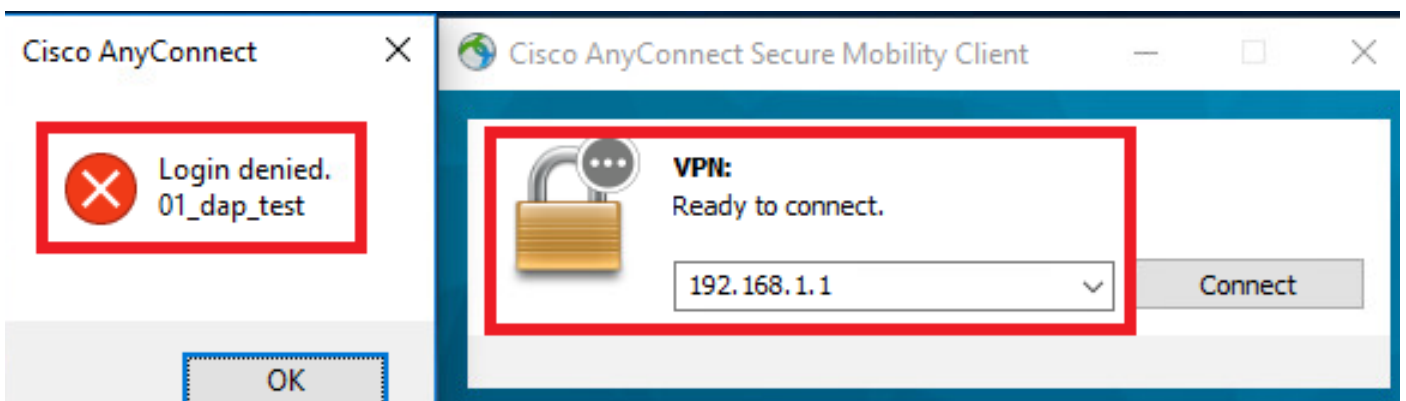 Cisco AnyConnect
Login denied.
01_dap_test
OK
Cisco AnyConnect Secure Mobility Client
VPN:
Ready to connect.
192.168.1.1
Connect